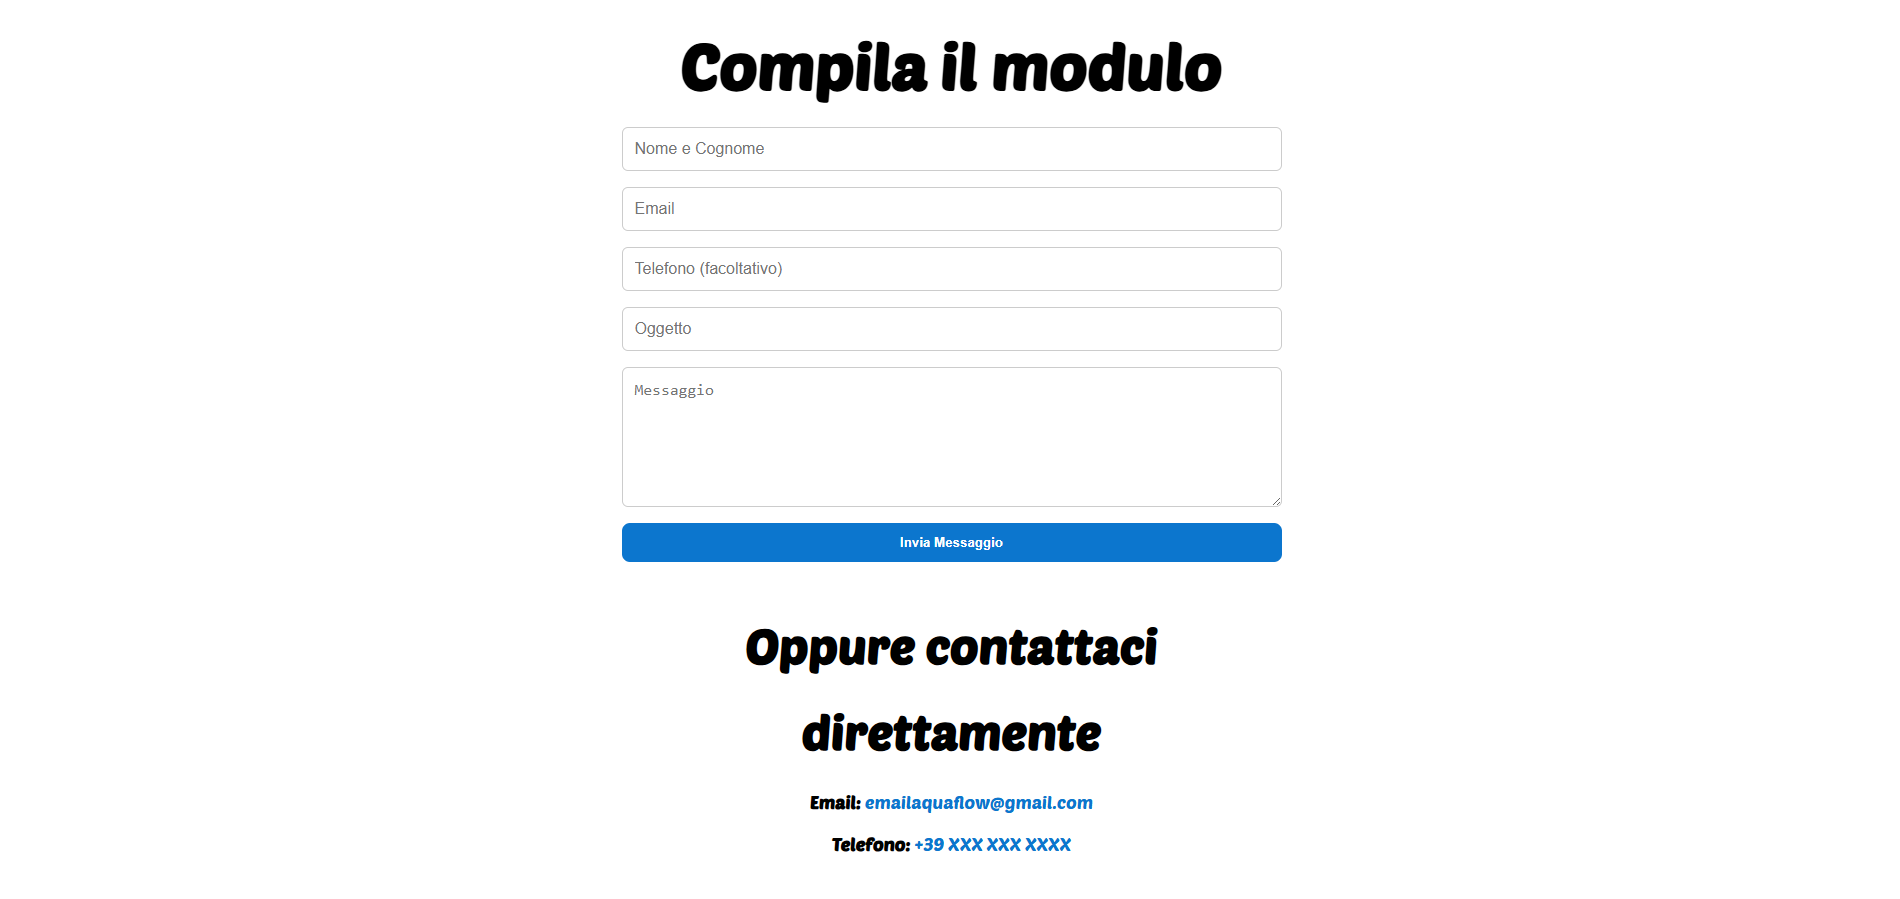 Compila il modulo
Nome e Cognome
Email
Telefono (facoltativo)
Oggetto
Messaggio
Invia Messaggio
Oppure contattaci
direttamente
Email: emailaquaflow@gmail.com
Telefono: +39 XXX XXX XXXX